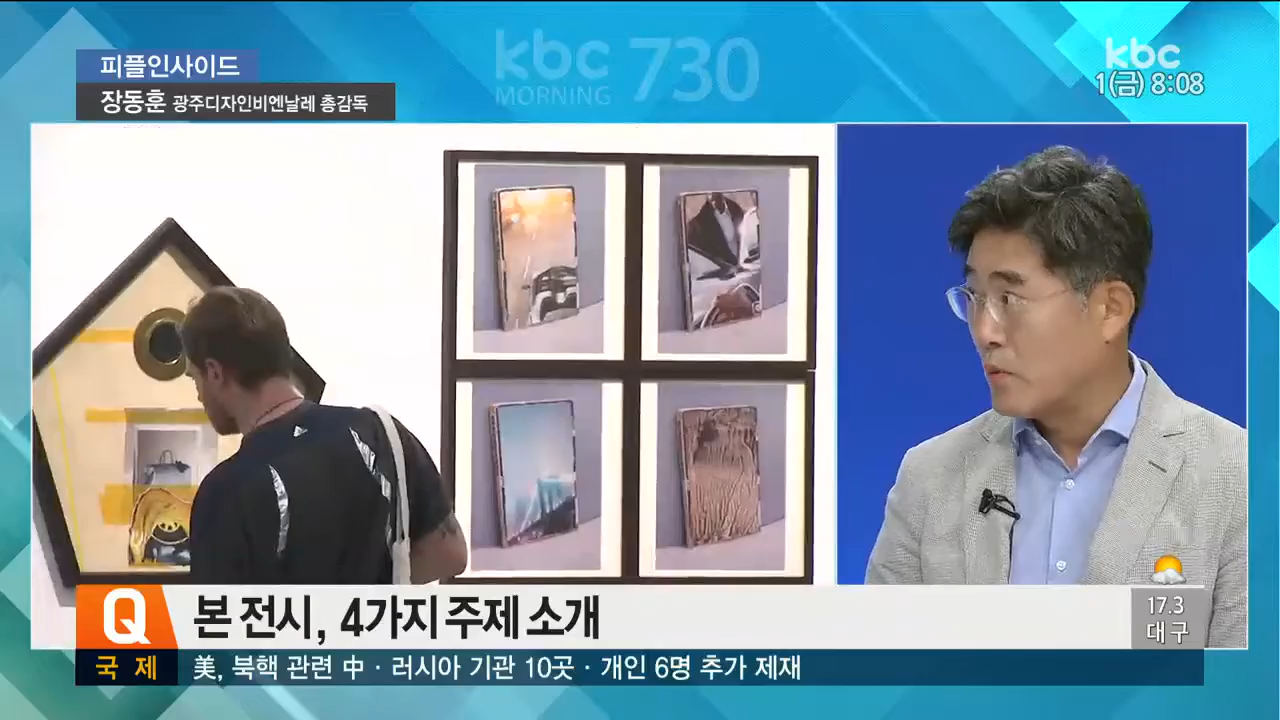 kbc 730
MORNING
kbc
1(금) 8:08
피플인사이드
장동훈 광주디자인비엔날레 총감독
Q 본 전시, 4가지 주제 소개
17.3
대구
국제 美, 북핵 관련 中·러시아 기관 10곳·개인 6명 추가 제재